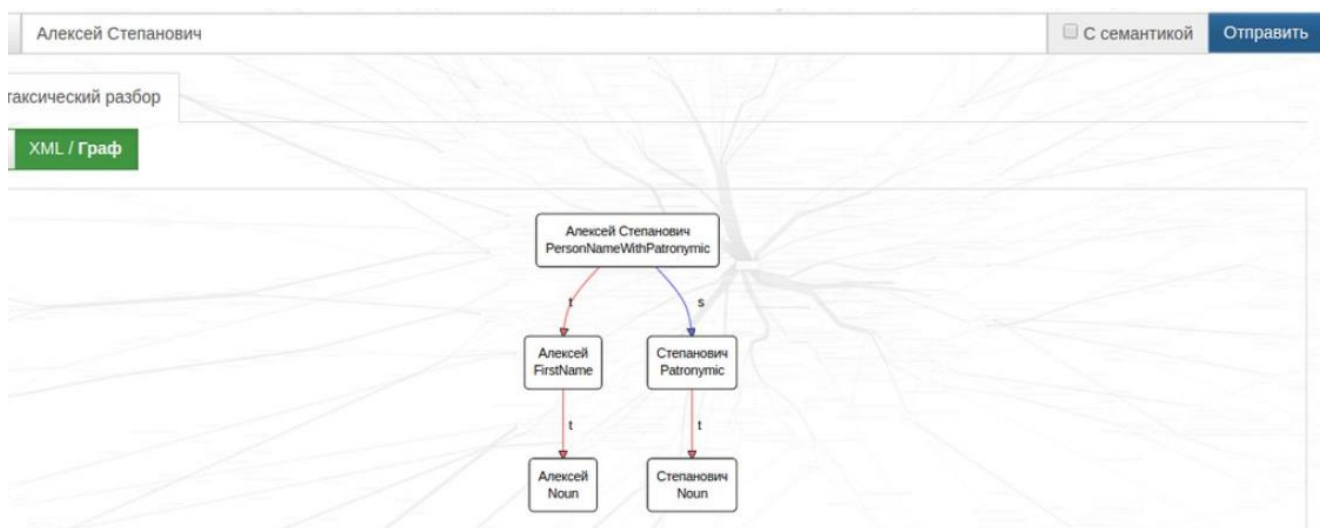 Алексей Степанович
С семантикой
Отправить
таксический разбор
XML / Граф
Алексей Степанович
PersonNameWithPatronymic
t
s
Алексей
FirstName
Степанович
Patronymic
t
t
Алексей
Noun
Степанович
Noun